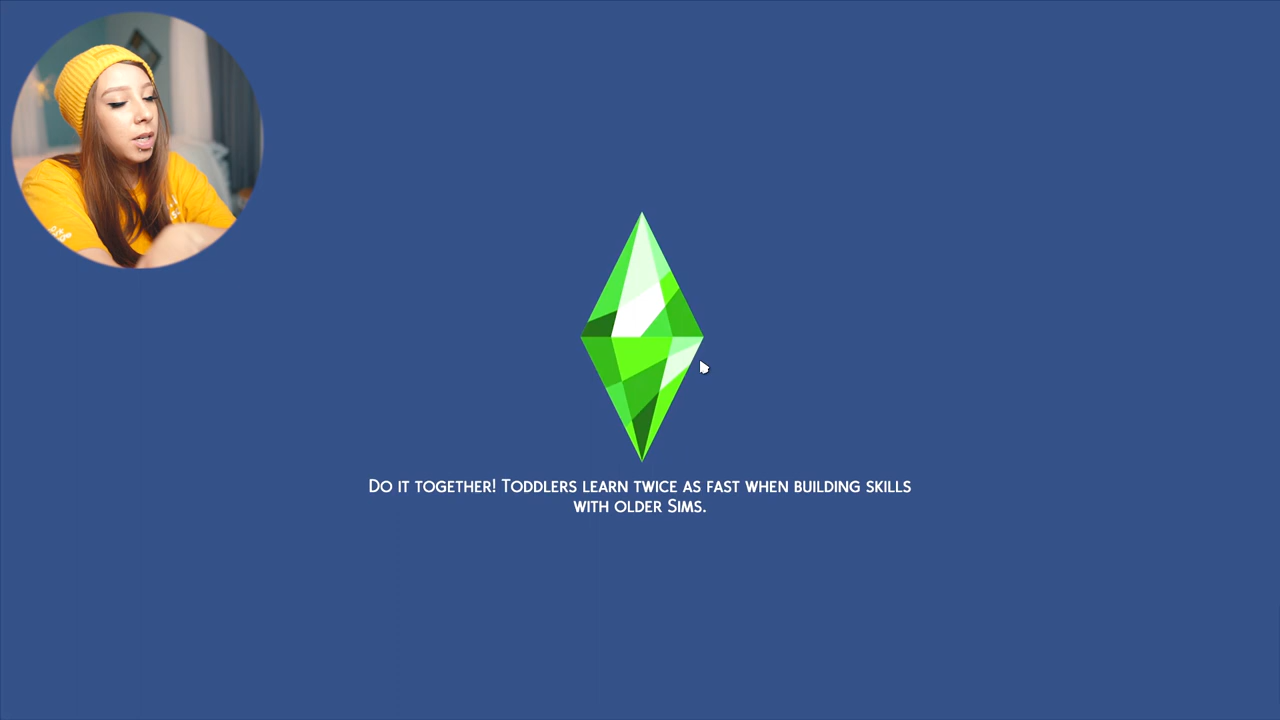 Do it together! Toddlers learn twice as fast when building skills
with older Sims.